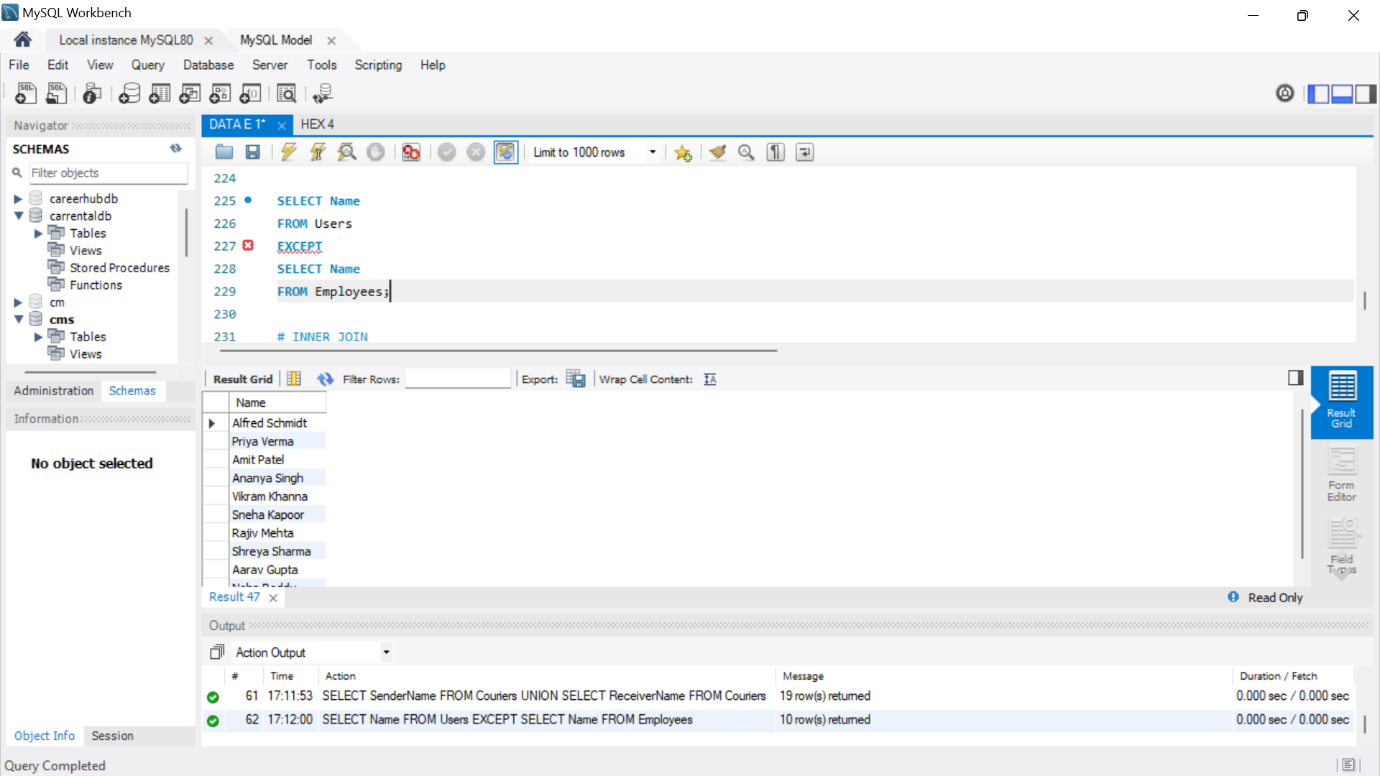 MySQL Workbench
Local instance MySQL80
MySQL Model
File Edit View Query Database Server Tools Scripting Help
Navigator
SCHEMAS
Filter objects
careerhubdb
carrentaldb
Tables
Views
Stored Procedures
Functions
cm
cms
Tables
Views
Administration Schemas
Information
No object selected
Object Info Session
DATA E 1* HEX 4
Limit to 1000 rows
224
225 SELECT Name
226 FROM Users
227 EXCEPT
228 SELECT Name
229 FROM Employees;
230
231 # INNER JOIN
Result Grid Filter Rows: Export: Wrap Cell Content:
Name
Alfred Schmidt
Priya Verma
Amit Patel
Ananya Singh
Vikram Khanna
Sneha Kapoor
Rajiv Mehta
Shreya Sharma
Aarav Gupta
Result Grid
Form Editor
Field Types
Result 47
Read Only
Output
Action Output
# Time Action Message Duration / Fetch
61 17:11:53 SELECT SenderName FROM Couriers UNION SELECT ReceiverName FROM Couriers 19 row(s) returned 0.000 sec / 0.000 sec
62 17:12:00 SELECT Name FROM Users EXCEPT SELECT Name FROM Employees 10 row(s) returned 0.000 sec / 0.000 sec
Query Completed